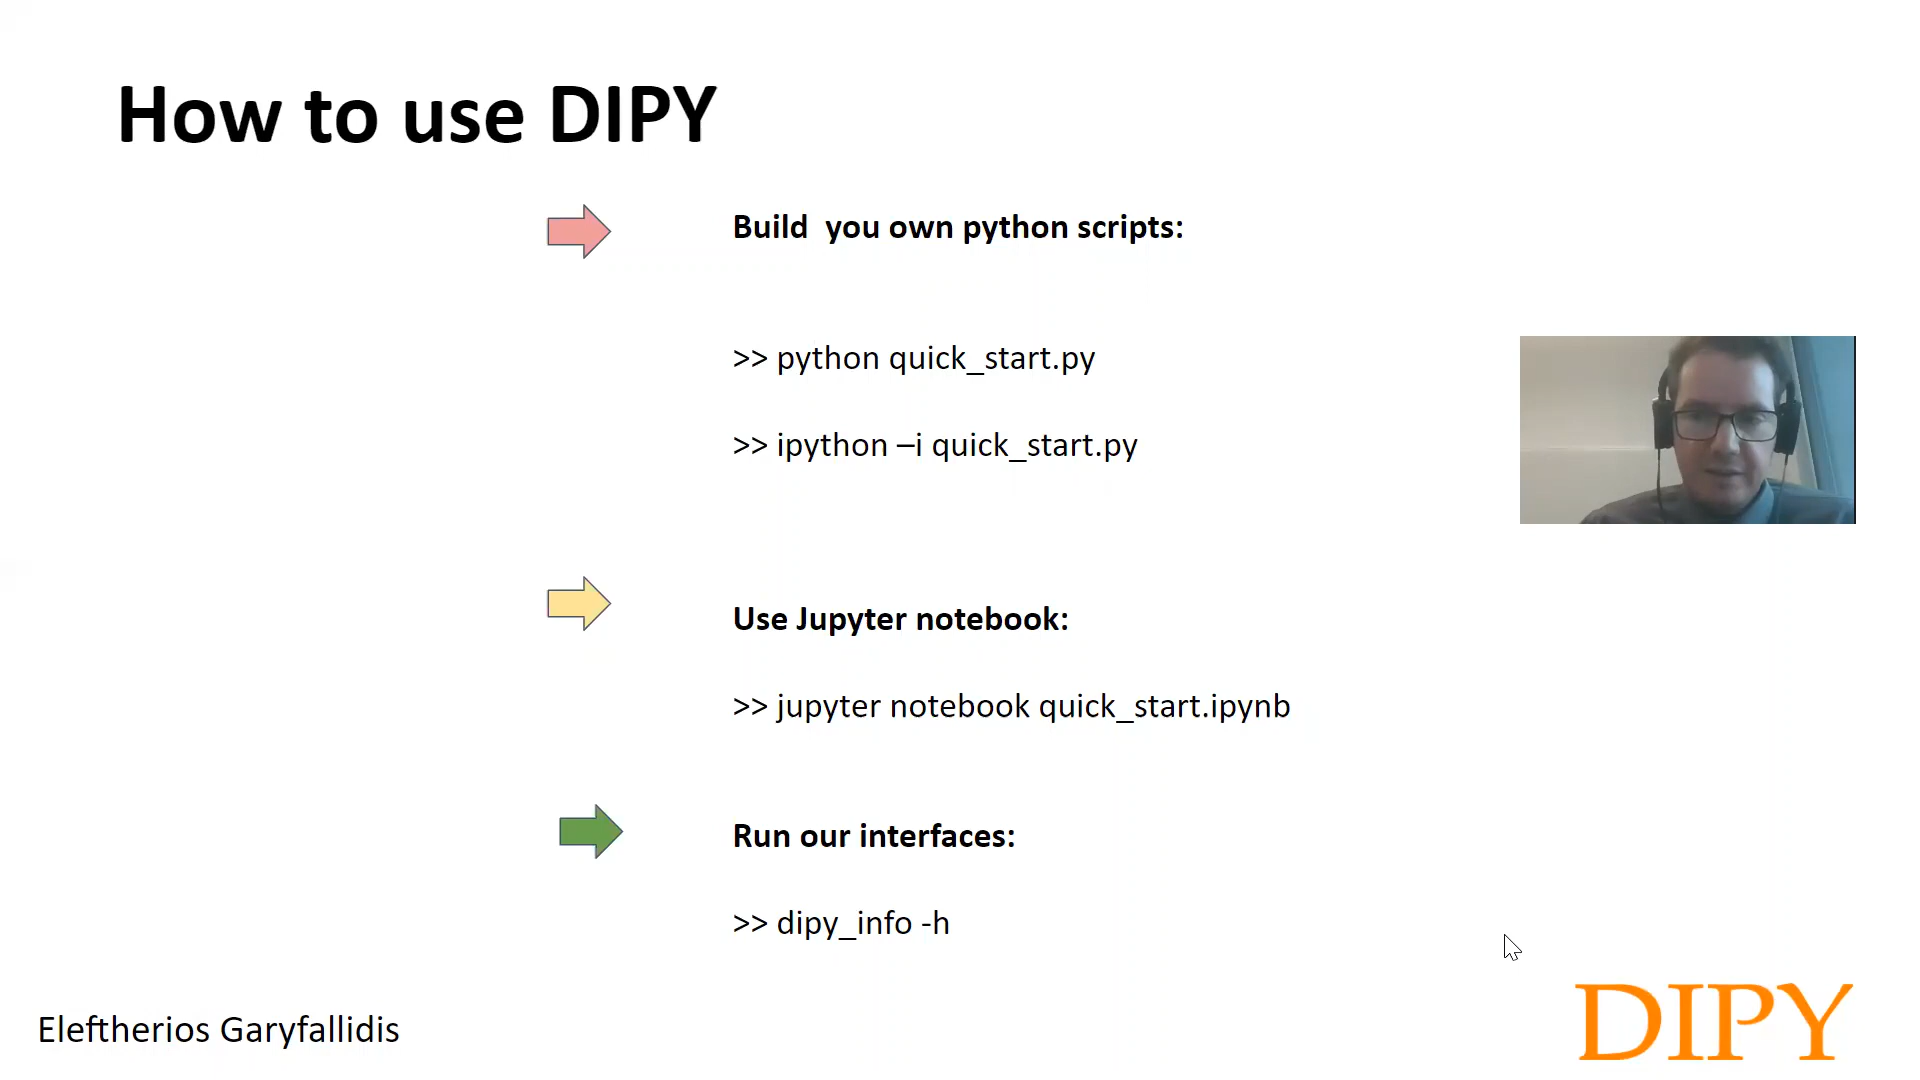 How to use DIPY
Build  you own python scripts:
>> python quick_start.py
>> ipython –i quick_start.py
Use Jupyter notebook:
>> jupyter notebook quick_start.ipynb
Run our interfaces:
>> dipy_info -h
Eleftherios Garyfallidis
DIPY